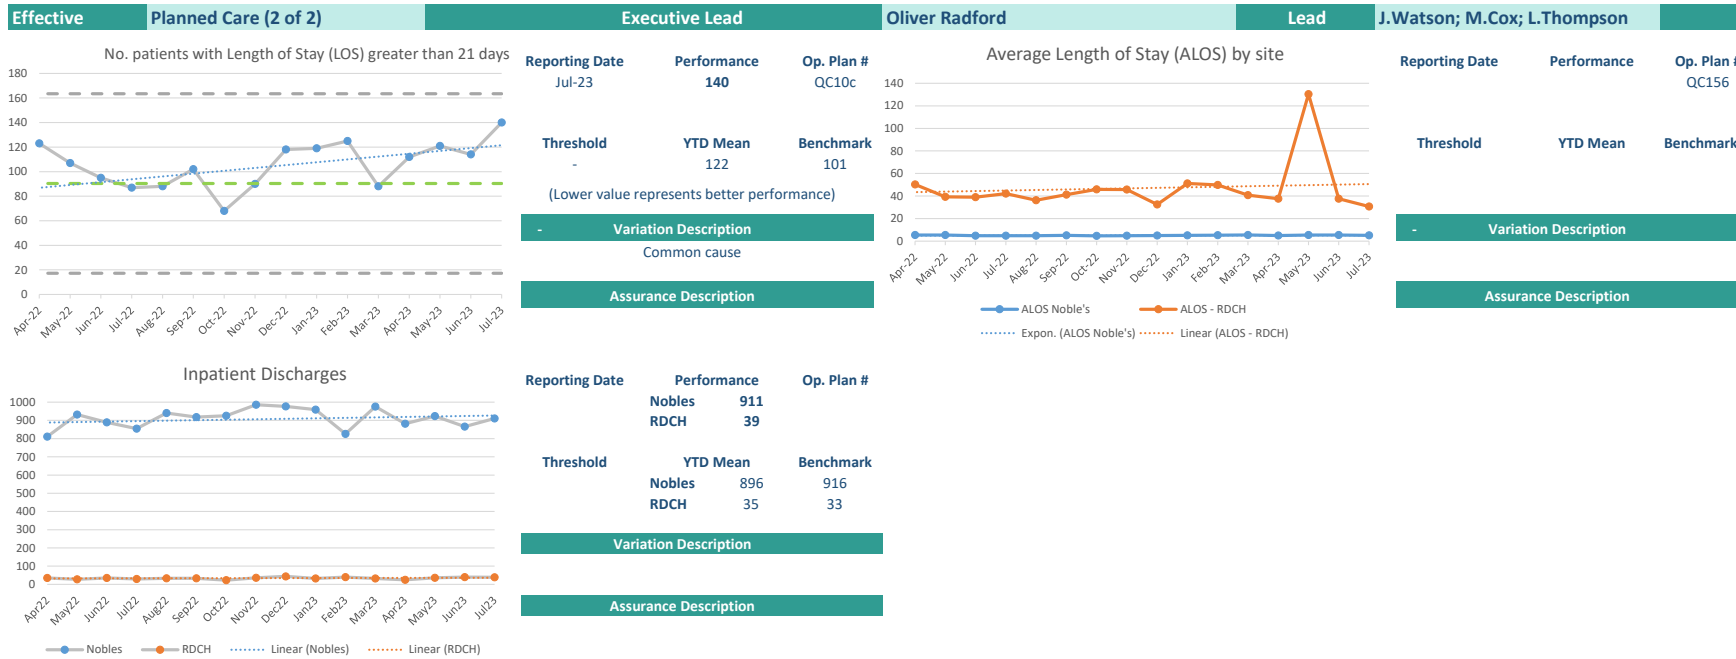 Effective Planned Care (2 of 2) Executive Lead Oliver Radford Lead J.Watson; M.Cox; L.Thompson
No. patients with Length of Stay (LOS) greater than 21 days
180
160
140
120
100
80
60
40
20
0
Apr-22 May-22 Jun-22 Jul-22 Aug-22 Sep-22 Oct-22 Nov-22 Dec-22 Jan-23 Feb-23 Mar-23 Apr-23 May-23 Jun-23 Jul-23
Reporting Date Performance Op. Plan #
Jul-23 140 QC10c
Threshold YTD Mean Benchmark
- 122 101
(Lower value represents better performance)
- Variation Description
Common cause
Assurance Description
Average Length of Stay (ALOS) by site
140
120
100
80
60
40
20
0
Apr-22 May-22 Jun-22 Jul-22 Aug-22 Sep-22 Oct-22 Nov-22 Dec-22 Jan-23 Feb-23 Mar-23 Apr-23 May-23 Jun-23 Jul-23
ALOS Noble's ALOS - RDCH
Expon. (ALOS Noble's) Linear (ALOS - RDCH)
Reporting Date Performance Op. Plan #
QC156
Threshold YTD Mean Benchmark
- Variation Description
Assurance Description
Inpatient Discharges
1000
900
800
700
600
500
400
300
200
100
0
Apr22 May22 Jun22 Jul22 Aug22 Sep22 Oct22 Nov22 Dec22 Jan23 Feb23 Mar23 Apr23 May23 Jun23 Jul23
Nobles RDCH Linear (Nobles) Linear (RDCH)
Reporting Date Performance Op. Plan #
Nobles 911
RDCH 39
Threshold YTD Mean Benchmark
Nobles 896 916
RDCH 35 33
Variation Description
Assurance Description